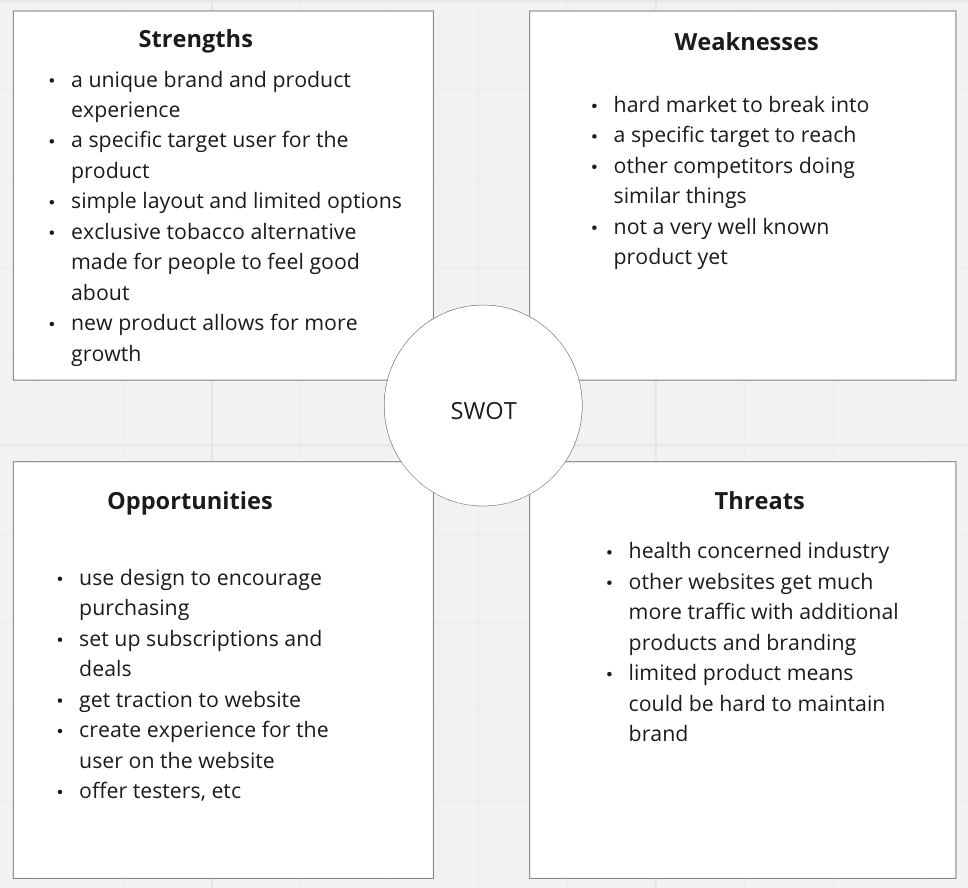 Strengths
• a unique brand and product
experience
• a specific target user for the
product
• simple layout and limited options
• exclusive tobacco alternative
made for people to feel good
about
• new product allows for more
growth
Weaknesses
• hard market to break into
• a specific target to reach
• other competitors doing
similar things
• not a very well known
product yet
SWOT
Opportunities
• use design to encourage
purchasing
• set up subscriptions and
deals
• get traction to website
• create experience for the
user on the website
• offer testers, etc
Threats
• health concerned industry
• other websites get much
more traffic with additional
products and branding
• limited product means
could be hard to maintain
brand